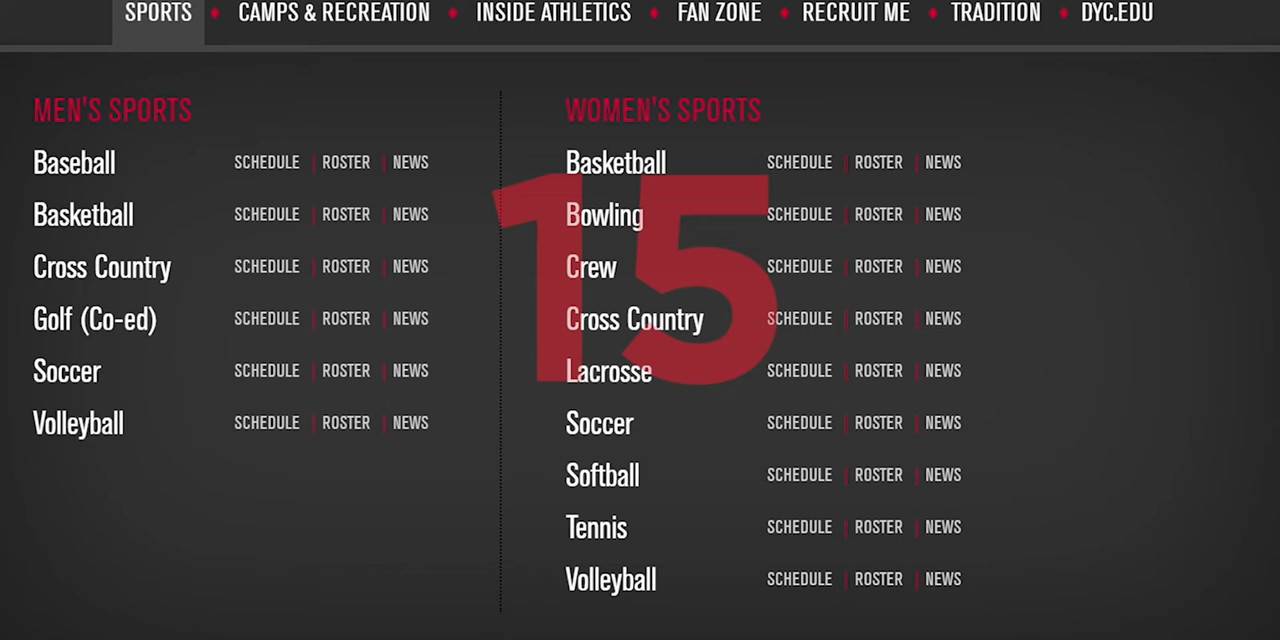 SPORTS CAMPS & RECREATION INSIDE ATHLETICS FAN ZONE RECRUIT ME TRADITION DYC.EDU
MEN'S SPORTS
Baseball SCHEDULE | ROSTER | NEWS
Basketball SCHEDULE | ROSTER | NEWS
Cross Country SCHEDULE | ROSTER | NEWS
Golf (Co-ed) SCHEDULE | ROSTER | NEWS
Soccer SCHEDULE | ROSTER | NEWS
Volleyball SCHEDULE | ROSTER | NEWS
WOMEN'S SPORTS
Basketball SCHEDULE | ROSTER | NEWS
Bowling SCHEDULE | ROSTER | NEWS
Crew SCHEDULE | ROSTER | NEWS
Cross Country SCHEDULE | ROSTER | NEWS
Lacrosse SCHEDULE | ROSTER | NEWS
Soccer SCHEDULE | ROSTER | NEWS
Softball SCHEDULE | ROSTER | NEWS
Tennis SCHEDULE | ROSTER | NEWS
Volleyball SCHEDULE | ROSTER | NEWS
15